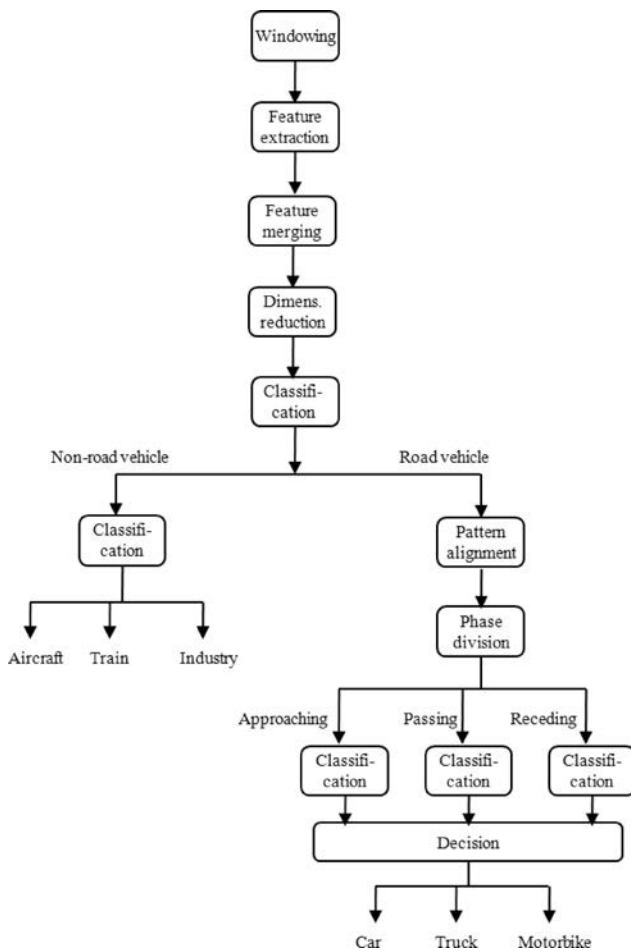 Windowing
Feature
extraction
Feature
merging
Dimens.
reduction
Classifi-
cation
Non-road vehicle
Road vehicle
Classifi-
cation
Pattern
alignment
Aircraft
Train
Industry
Phase
division
Approaching
Passing
Receding
Classifi-
cation
Classifi-
cation
Classifi-
cation
Decision
Car
Truck
Motorbike